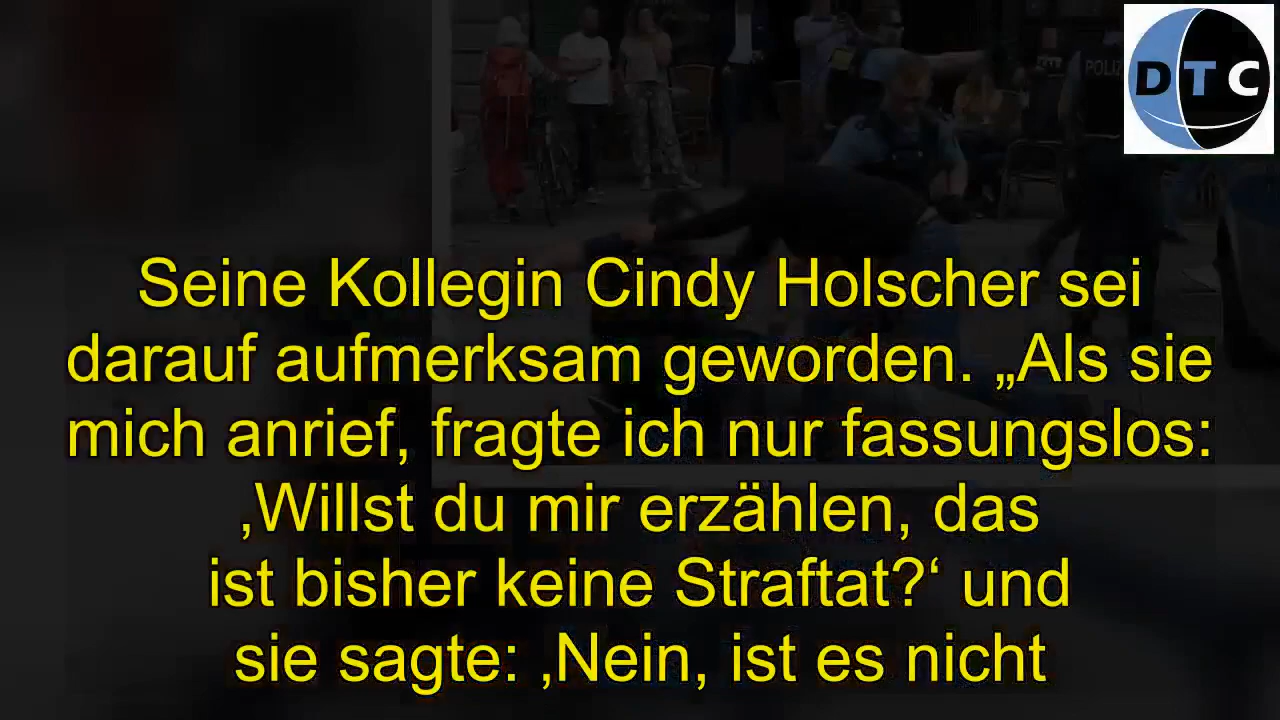 DTC
POLIZ
Seine Kollegin Cindy Holscher sei
darauf aufmerksam geworden. „Als sie
mich anrief, fragte ich nur fassungslos:
‚Willst du mir erzählen, das
ist bisher keine Straftat?‘ und
sie sagte: ‚Nein, ist es nicht